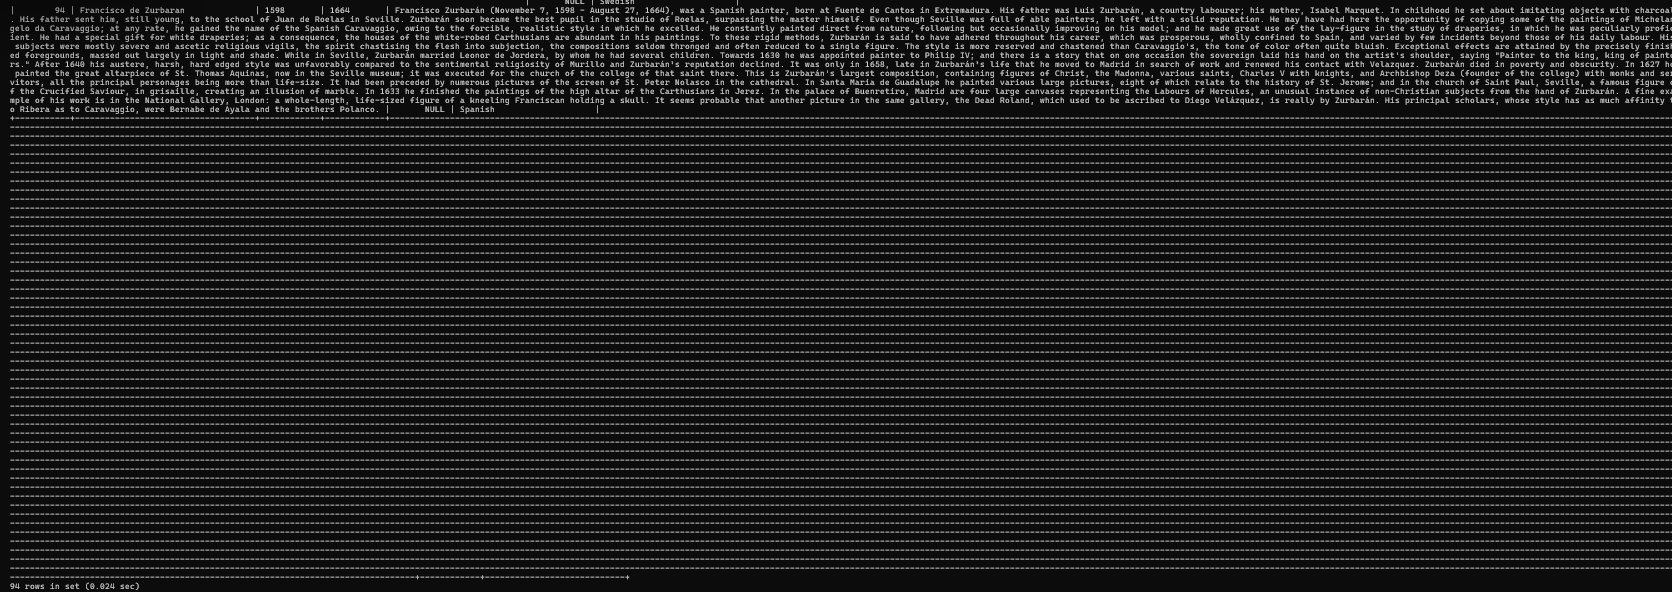 NULL | Swedish |
| 94 | Francisco de Zurbaran | 1598 | 1664 | Francisco Zurbarán (November 7, 1598 - August 27, 1664), was a Spanish painter, born at Fuente de Cantos in Extremadura. His father was Luis Zurbarán, a country labourer; his mother, Isabel Marquet. In childhood he set about imitating objects with charcoal
. His father sent him, still young, to the school of Juan de Roelas in Seville. Zurbarán soon became the best pupil in the studio of Roelas, surpassing the master himself. Even though Seville was full of able painters, he left with a solid reputation. He may have had here the opportunity of copying some of the paintings of Michelan
gelo da Caravaggio; at any rate, he gained the name of the Spanish Caravaggio, owing to the forcible, realistic style in which he excelled. He constantly painted direct from nature, following but occasionally improving on his model; and he made great use of the lay-figure in the study of draperies, in which he was peculiarly profic
ient. He had a special gift for white draperies; as a consequence, the houses of the white-robed Carthusians are abundant in his paintings. To these rigid methods, Zurbarán is said to have adhered throughout his career, which was prosperous, wholly confined to Spain, and varied by few incidents beyond those of his daily labour. His
subjects were mostly severe and ascetic religious vigils, the spirit chastising the flesh into subjection, the compositions seldom thronged and often reduced to a single figure. The style is more reserved and chastened than Caravaggio's, the tone of color often quite bluish. Exceptional effects are attained by the precisely finish
ed foregrounds, massed out largely in light and shade. While in Seville, Zurbarán married Leonor de Jordera, by whom he had several children. Towards 1630 he was appointed painter to Philip IV; and there is a story that on one occasion the sovereign laid his hand on the artist's shoulder, saying "Painter to the king, king of painte
rs." After 1640 his austere, harsh, hard edged style was unfavorably compared to the sentimental religiosity of Murillo and Zurbarán's reputation declined. It was only in 1658, late in Zurbarán's life that he moved to Madrid in search of work and renewed his contact with Velazquez. Zurbarán died in poverty and obscurity. In 1627 he
painted the great altarpiece of St. Thomas Aquinas, now in the Seville museum; it was executed for the church of the college of that saint there. This is Zurbarán's largest composition, containing figures of Christ, the Madonna, various saints, Charles V with knights, and Archbishop Deza (founder of the college) with monks and ser
vitors, all the principal personages being more than life-size. It had been preceded by numerous pictures of the screen of St. Peter Nolasco in the cathedral. In Santa Maria de Guadalupe he painted various large pictures, eight of which relate to the history of St. Jerome; and in the church of Saint Paul, Seville, a famous figure o
f the Crucified Saviour, in grisaille, creating an illusion of marble. In 1633 he finished the paintings of the high altar of the Carthusians in Jerez. In the palace of Buenretiro, Madrid are four large canvases representing the Labours of Hercules, an unusual instance of non-Christian subjects from the hand of Zurbarán. A fine exa
mple of his work is in the National Gallery, London: a whole-length, life-sized figure of a kneeling Franciscan holding a skull. It seems probable that another picture in the same gallery, the Dead Roland, which used to be ascribed to Diego Velázquez, is really by Zurbarán. His principal scholars, whose style has as much affinity t
o Ribera as to Caravaggio, were Bernabe de Ayala and the brothers Polanco. | NULL | Spanish |
94 rows in set (0.024 sec)